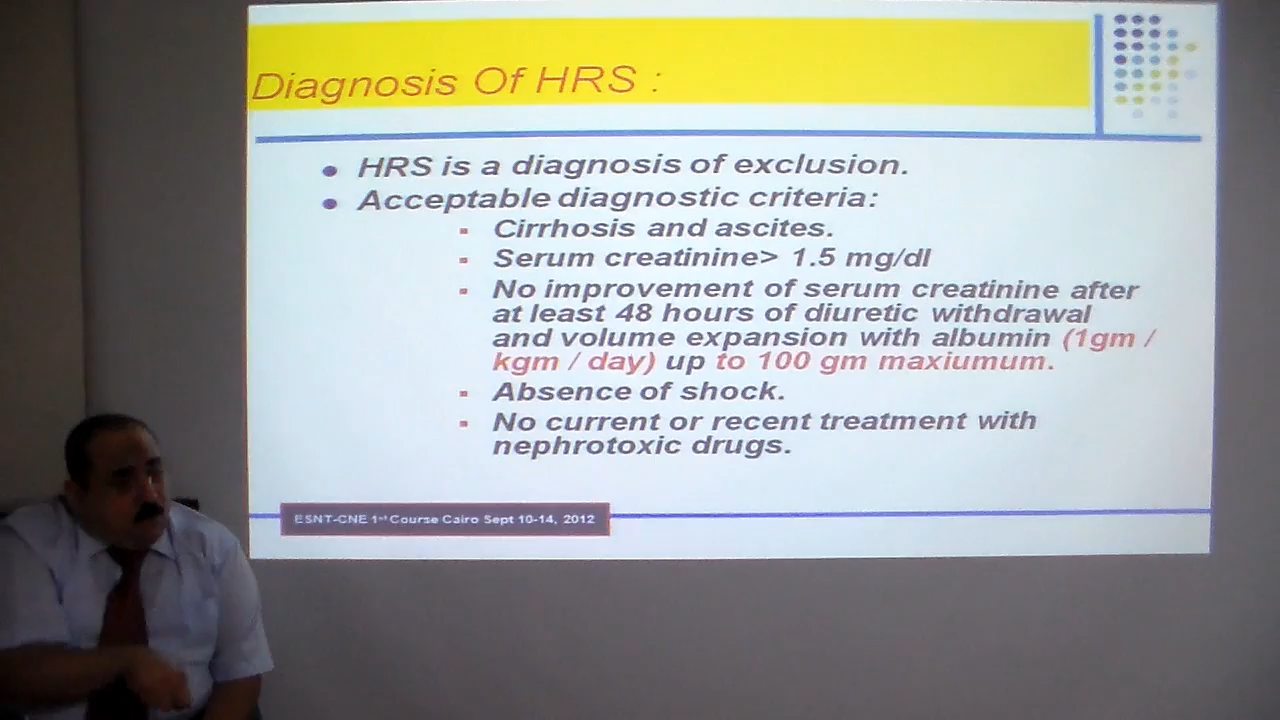 Diagnosis Of HRS :
HRS is a diagnosis of exclusion.
Acceptable diagnostic criteria:
Cirrhosis and ascites.
Serum creatinine> 1.5 mg/dl
No improvement of serum creatinine after
at least 48 hours of diuretic withdrawal
and volume expansion with albumin (1gm /
kgm / day) up to 100 gm maxiumum.
Absence of shock.
No current or recent treatment with
nephrotoxic drugs.
ESNT-CNE 1st Course Cairo Sept 10-14, 2012